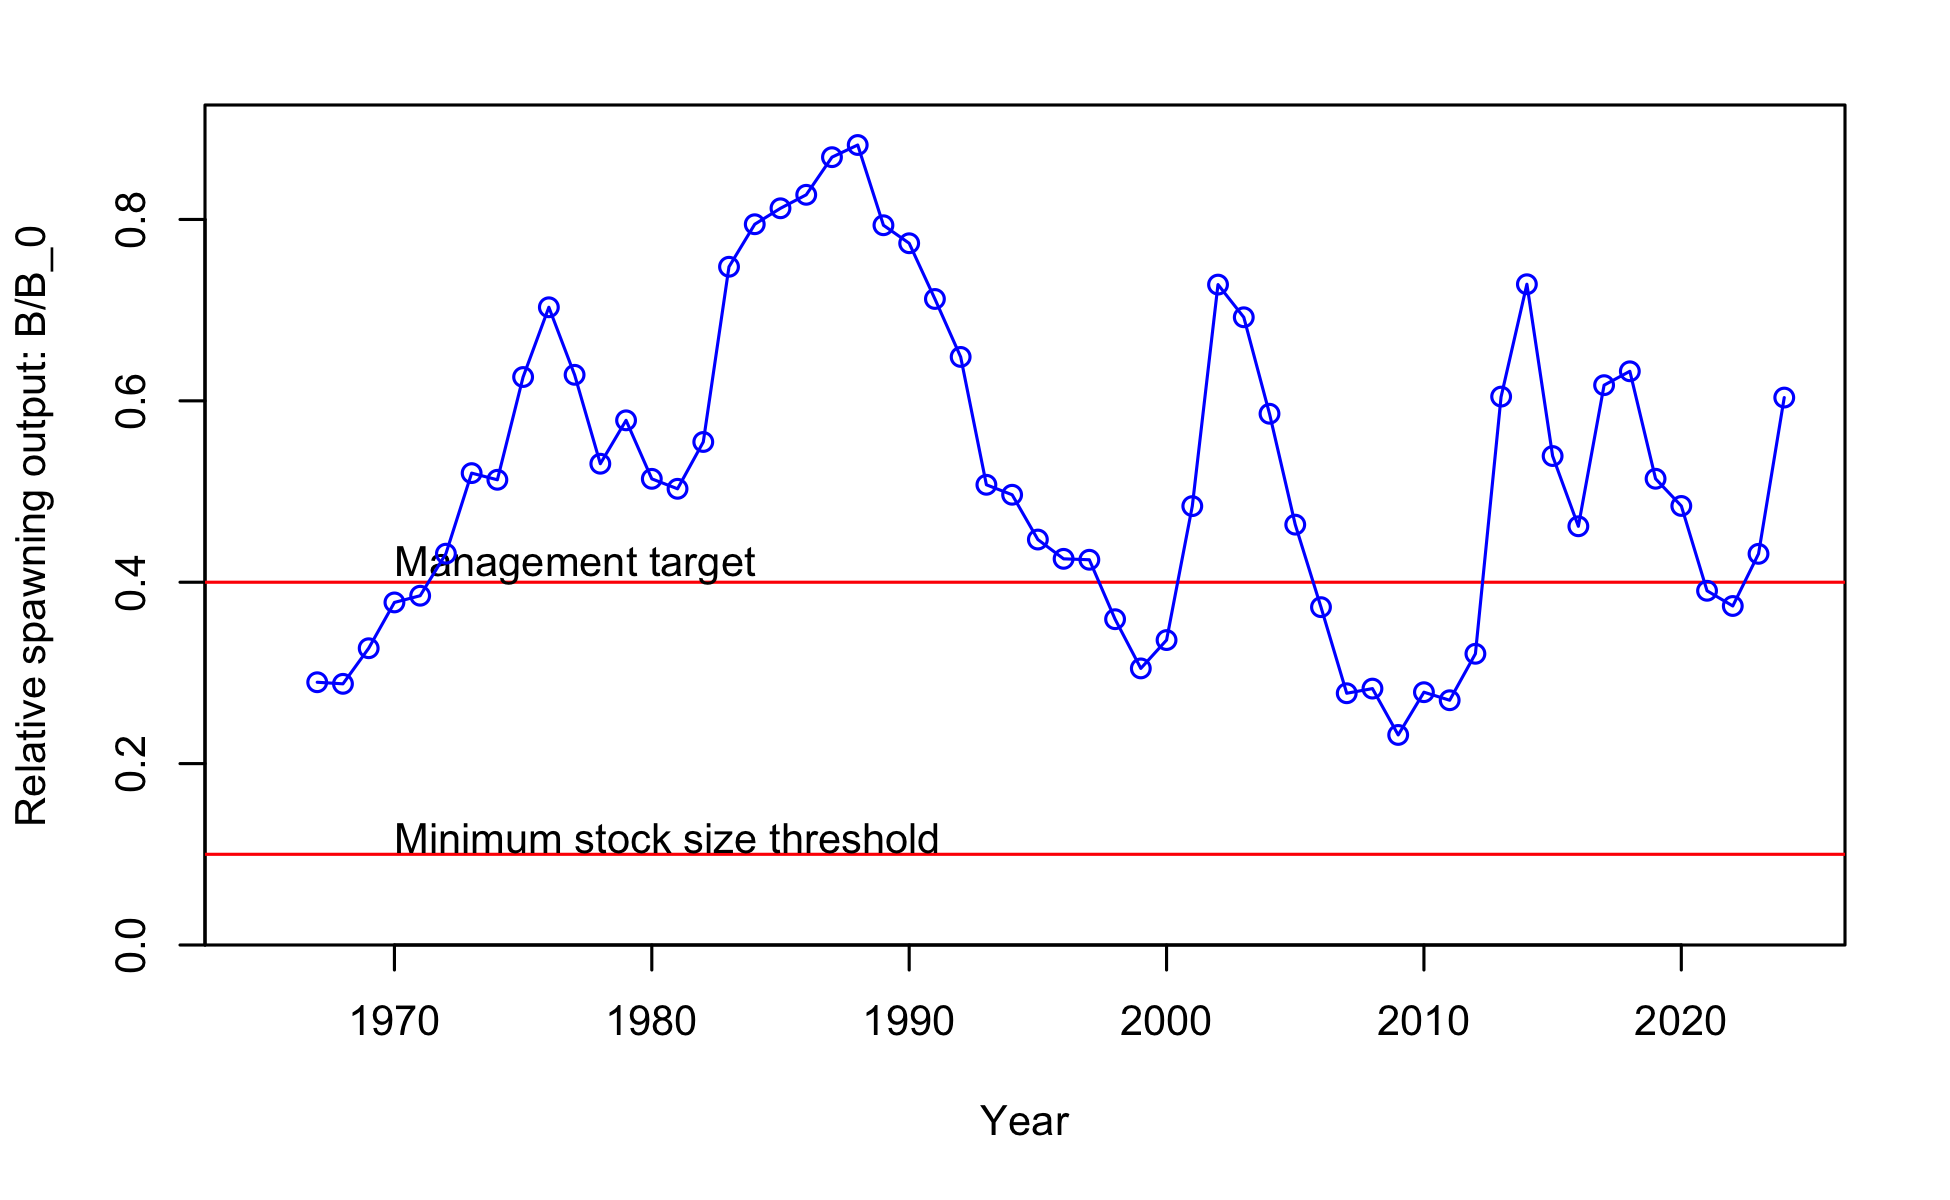 Relative spawning output: B/B_0
0.8
0.6
0.4
0.2
0.0
Management target
Minimum stock size threshold
1970 1980 1990 2000 2010 2020
Year